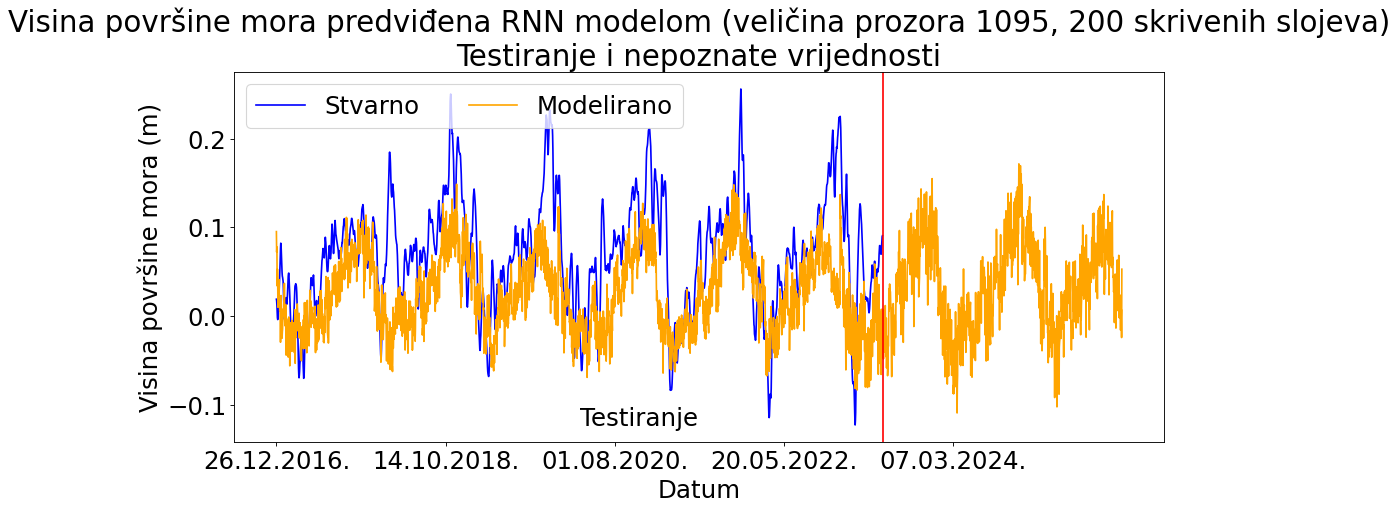 Visina površine mora predviđena RNN modelom (veličina prozora 1095, 200 skrivenih slojeva)
Testiranje i nepoznate vrijednosti
Stvarno Modelirano
Visina površine mora (m)
0.2
0.1
0.0
−0.1
Testiranje
26.12.2016. 14.10.2018. 01.08.2020. 20.05.2022. 07.03.2024.
Datum